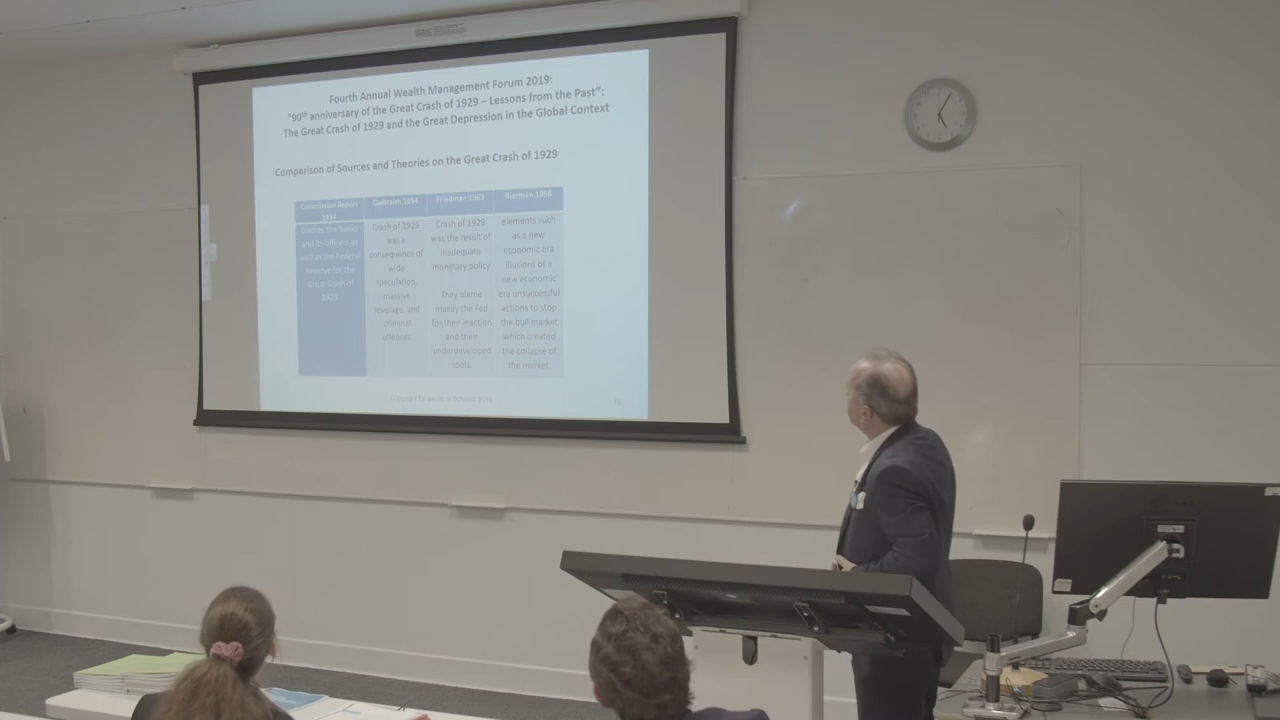 Fourth Annual Wealth Management Forum 2019:
"90th anniversary of the Great Crash of 1929 – Lessons from the Past":
The Great Crash of 1929 and the Great Depression in the Global Context
Comparison of Sources and Theories on the Great Crash of 1929
Commission Report
1934
blames the banks
and its officers as
well as the Federal
Reserve for the
Great Crash of
1929.
Galbraith 1954
Crash of 1929
was a
consequence of
wide
speculation,
massive
leverage, and
criminal
offences.
Friedman 1963
Crash of 1929
was the result of
inadequate
monetary policy
They blame
mainly the Fed
for their inaction
and their
underdeveloped
tools.
Bierman 1998
elements such
as a new
economic era
illusions of a
new economic
era unsuccessful
actions to stop
the bull market
which created
the collapse of
the market.
Copyright Dr 2019